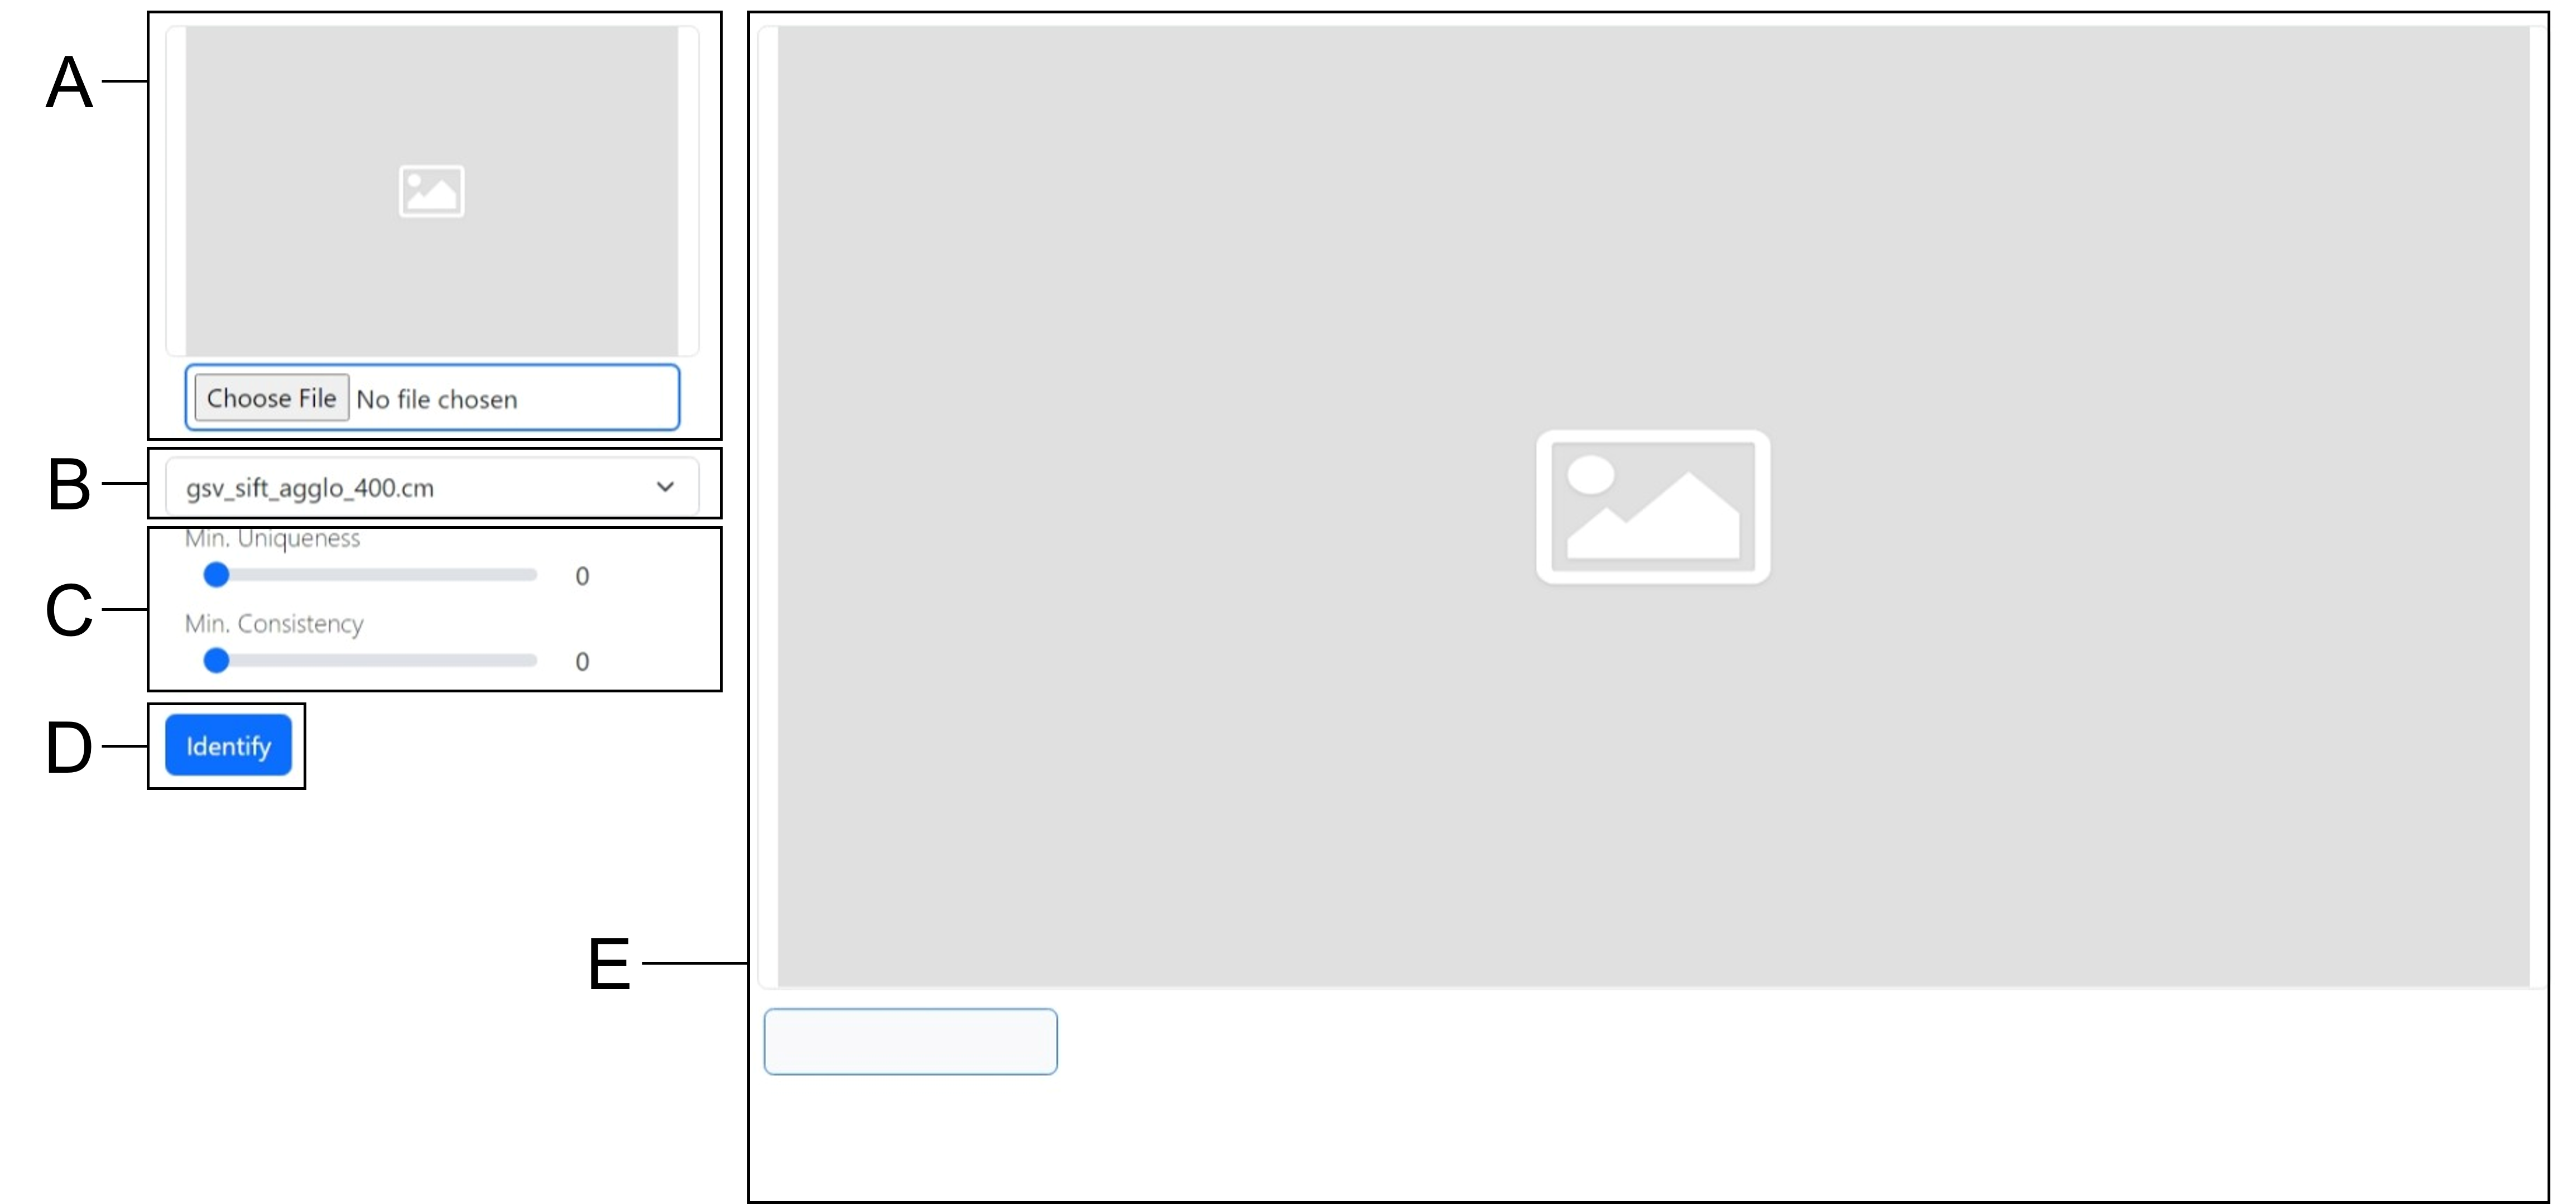 A
Choose File No file chosen
B
gsv_sift_agglo_400.cm
C
Min. Uniqueness
0
Min. Consistency
0
D
Identify
E